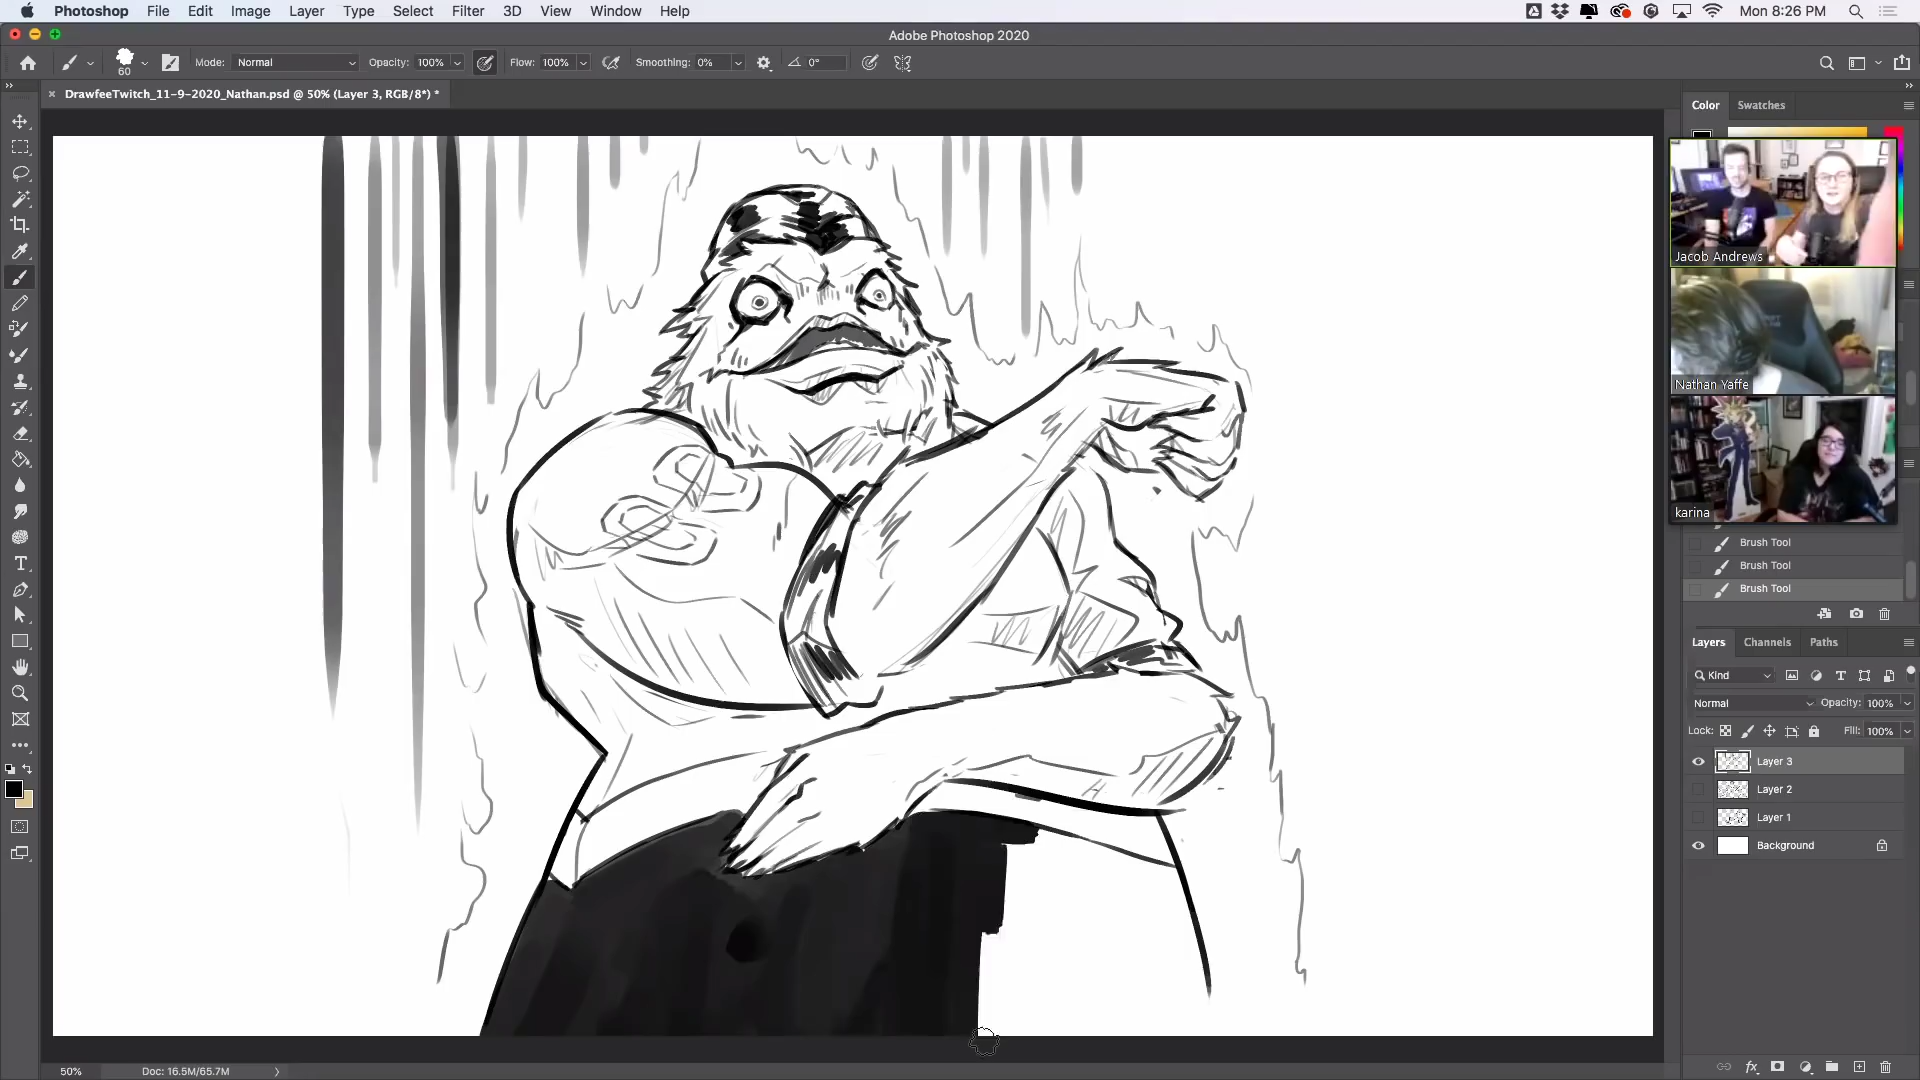 Photoshop File Edit Image Layer Type Select Filter 3D View Window Help Mon 8:26 PM
Adobe Photoshop 2020
60 Mode: Normal Opacity: 100% Flow: 100% Smoothing: 0% 0°
DrawfeeTwitch_11-9-2020_Nathan.psd @ 50% (Layer 3, RGB/8*) *
Color Swatches
Jacob Andrews
Nathan Yaffe
karina
Brush Tool
Brush Tool
Brush Tool
Layers Channels Paths
Kind
Normal Opacity: 100%
Lock: Fill: 100%
Layer 3
Layer 2
Layer 1
Background
50% Doc: 16.5M/65.7M